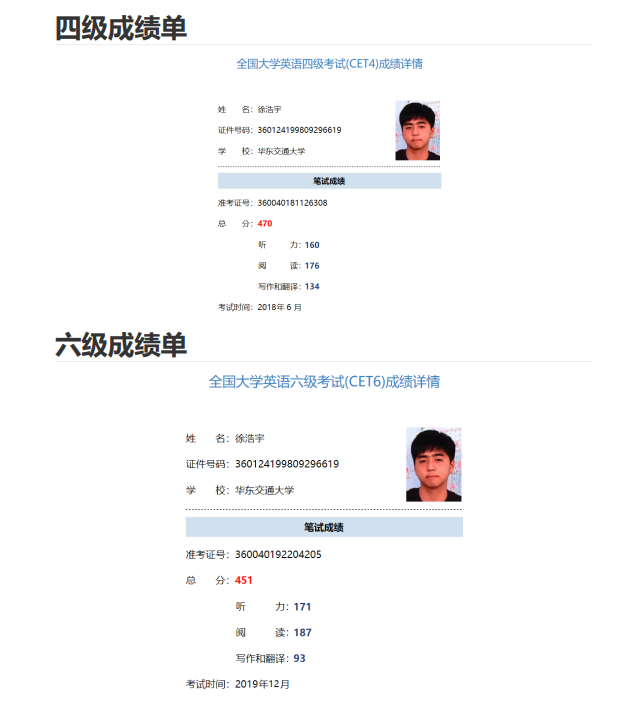 四级成绩单
全国大学英语四级考试(CET4)成绩详情
姓 名：徐浩宇
证件号码：360124199809296619
学 校：华东交通大学
笔试成绩
准考证号：360040181126308
总 分：470
听 力：160
阅 读：176
写作和翻译：134
考试时间：2018年 6 月
六级成绩单
全国大学英语六级考试(CET6)成绩详情
姓 名：徐浩宇
证件号码：360124199809296619
学 校：华东交通大学
笔试成绩
准考证号：360040192204205
总 分：451
听 力：171
阅 读：187
写作和翻译：93
考试时间：2019年12月